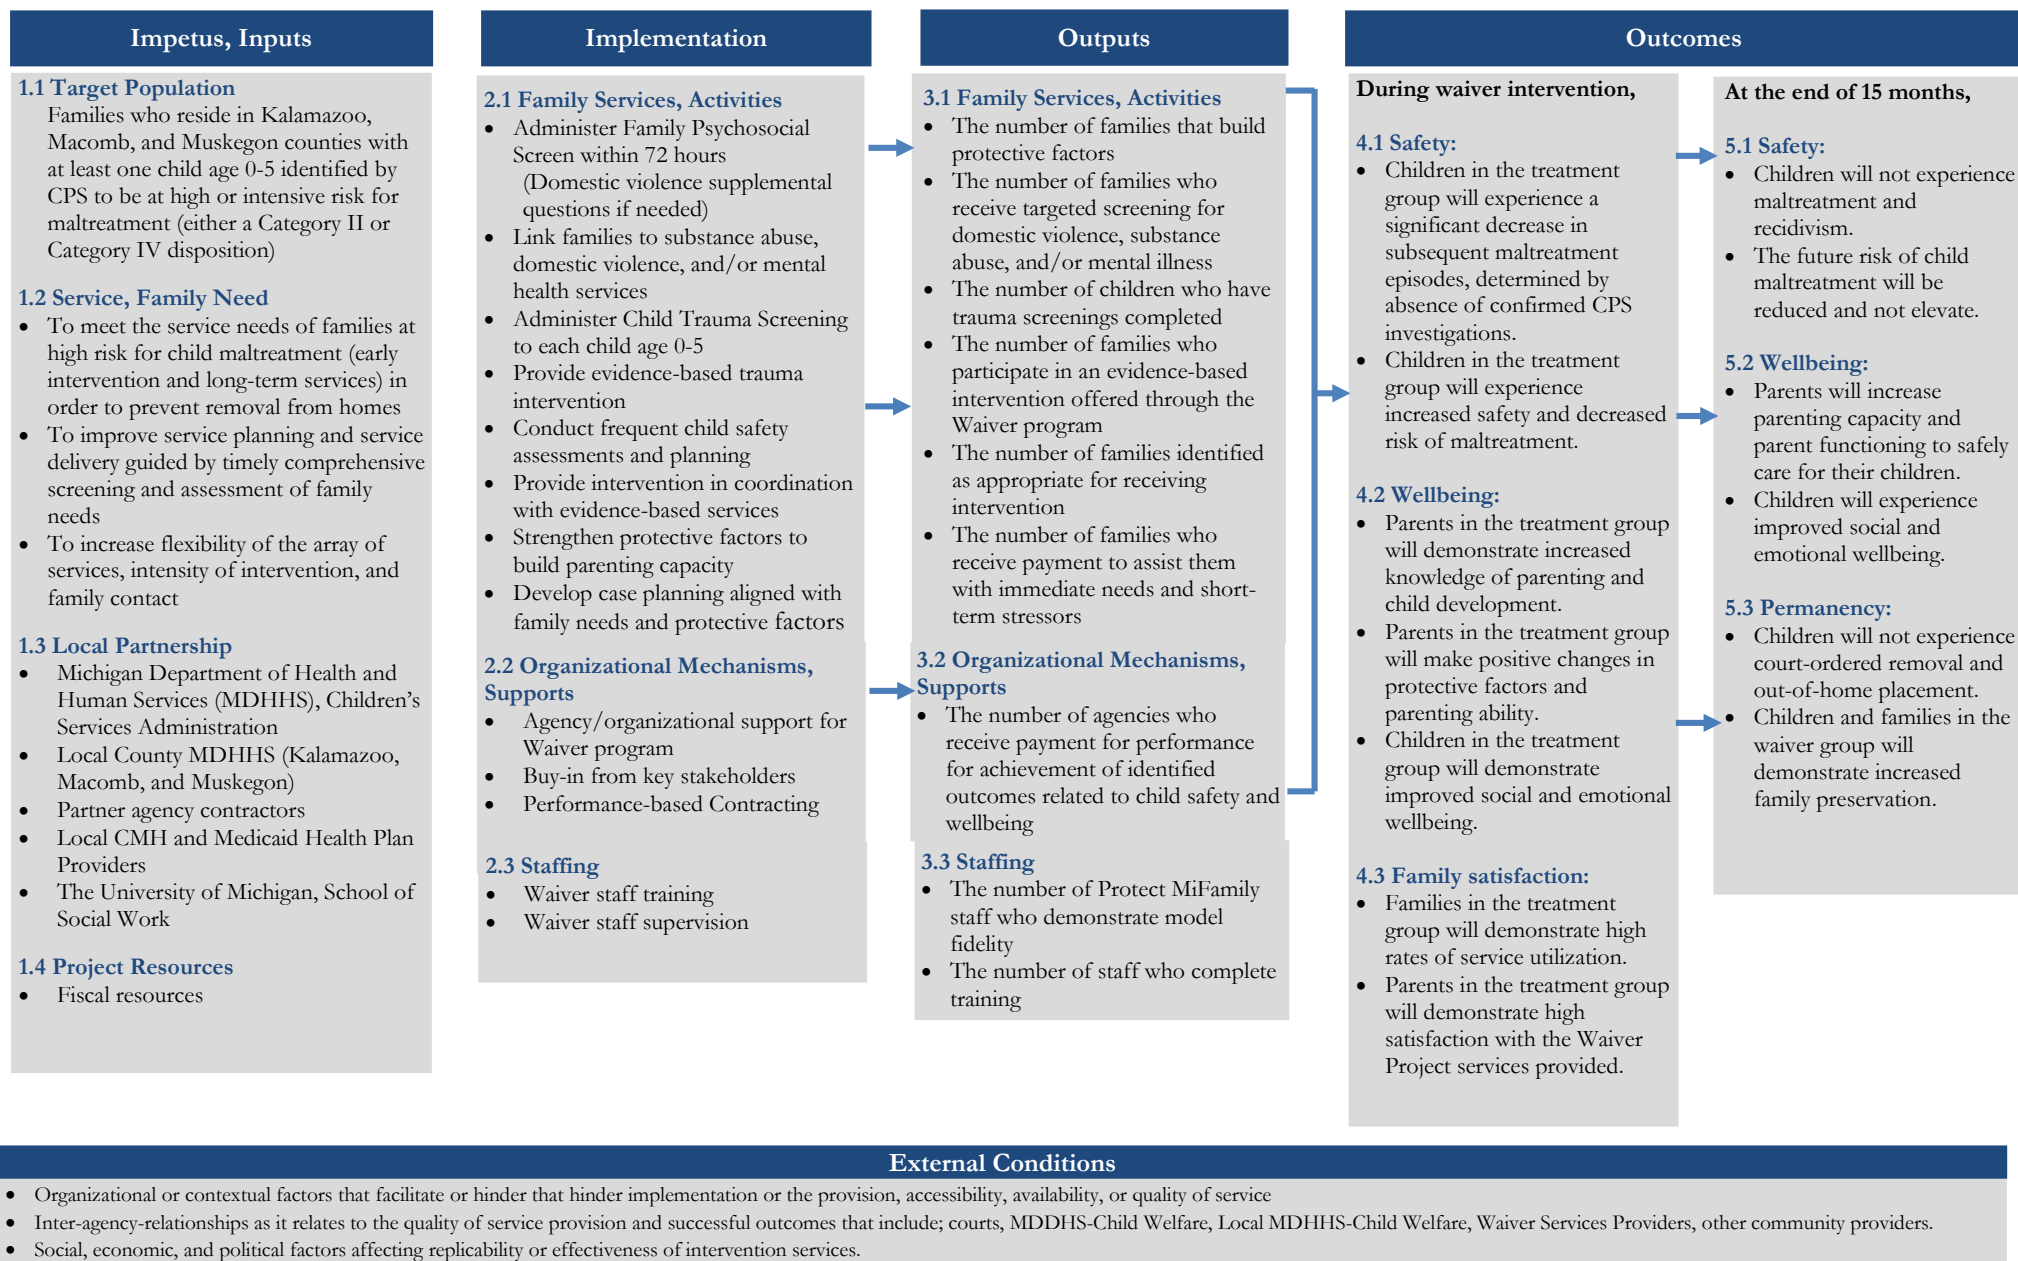 Impetus, Inputs
1.1 Target Population
Families who reside in Kalamazoo,
Macomb, and Muskegon counties with
at least one child age 0-5 identified by
CPS to be at high or intensive risk for
maltreatment (either a Category II or
Category IV disposition)
1.2 Service, Family Need
• To meet the service needs of families at
high risk for child maltreatment (early
intervention and long-term services) in
order to prevent removal from homes
• To improve service planning and service
delivery guided by timely comprehensive
screening and assessment of family
needs
• To increase flexibility of the array of
services, intensity of intervention, and
family contact
1.3 Local Partnership
• Michigan Department of Health and
Human Services (MDHHS), Children’s
Services Administration
• Local County MDHHS (Kalamazoo,
Macomb, and Muskegon)
• Partner agency contractors
• Local CMH and Medicaid Health Plan
Providers
• The University of Michigan, School of
Social Work
1.4 Project Resources
• Fiscal resources
Implementation
2.1 Family Services, Activities
• Administer Family Psychosocial
Screen within 72 hours
(Domestic violence supplemental
questions if needed)
• Link families to substance abuse,
domestic violence, and/or mental
health services
• Administer Child Trauma Screening
to each child age 0-5
• Provide evidence-based trauma
intervention
• Conduct frequent child safety
assessments and planning
• Provide intervention in coordination
with evidence-based services
• Strengthen protective factors to
build parenting capacity
• Develop case planning aligned with
family needs and protective factors
2.2 Organizational Mechanisms,
Supports
• Agency/organizational support for
Waiver program
• Buy-in from key stakeholders
• Performance-based Contracting
2.3 Staffing
• Waiver staff training
• Waiver staff supervision
Outputs
3.1 Family Services, Activities
• The number of families that build
protective factors
• The number of families who
receive targeted screening for
domestic violence, substance
abuse, and/or mental illness
• The number of children who have
trauma screenings completed
• The number of families who
participate in an evidence-based
intervention offered through the
Waiver program
• The number of families identified
as appropriate for receiving
intervention
• The number of families who
receive payment to assist them
with immediate needs and short-
term stressors
3.2 Organizational Mechanisms,
Supports
• The number of agencies who
receive payment for performance
for achievement of identified
outcomes related to child safety and
wellbeing
3.3 Staffing
• The number of Protect MiFamily
staff who demonstrate model
fidelity
• The number of staff who complete
training
Outcomes
During waiver intervention,
4.1 Safety:
• Children in the treatment
group will experience a
significant decrease in
subsequent maltreatment
episodes, determined by
absence of confirmed CPS
investigations.
• Children in the treatment
group will experience
increased safety and decreased
risk of maltreatment.
4.2 Wellbeing:
• Parents in the treatment group
will demonstrate increased
knowledge of parenting and
child development.
• Parents in the treatment group
will make positive changes in
protective factors and
parenting ability.
• Children in the treatment
group will demonstrate
improved social and emotional
wellbeing.
4.3 Family satisfaction:
• Families in the treatment
group will demonstrate high
rates of service utilization.
• Parents in the treatment group
will demonstrate high
satisfaction with the Waiver
Project services provided.
At the end of 15 months,
5.1 Safety:
• Children will not experience
maltreatment and
recidivism.
• The future risk of child
maltreatment will be
reduced and not elevate.
5.2 Wellbeing:
• Parents will increase
parenting capacity and
parent functioning to safely
care for their children.
• Children will experience
improved social and
emotional wellbeing.
5.3 Permanency:
• Children will not experience
court-ordered removal and
out-of-home placement.
• Children and families in the
waiver group will
demonstrate increased
family preservation.
External Conditions
• Organizational or contextual factors that facilitate or hinder that hinder implementation or the provision, accessibility, availability, or quality of service
• Inter-agency-relationships as it relates to the quality of service provision and successful outcomes that include; courts, MDDHS-Child Welfare, Local MDHHS-Child Welfare, Waiver Services Providers, other community providers.
• Social, economic, and political factors affecting replicability or effectiveness of intervention services.